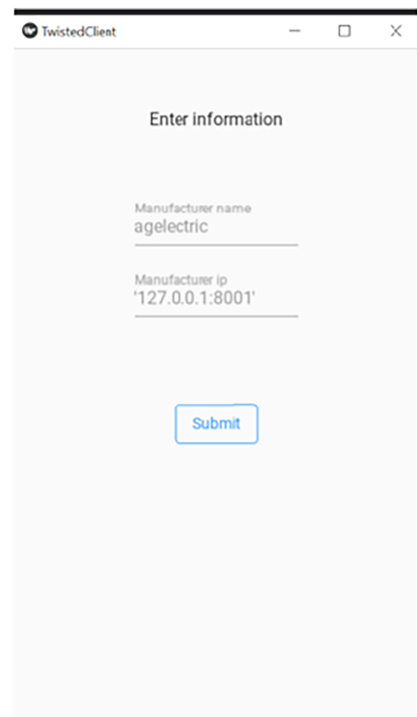 TwistedClient
Enter information
Manufacturer name
agelectric
Manufacturer ip
'127.0.0.1:8001'
Submit